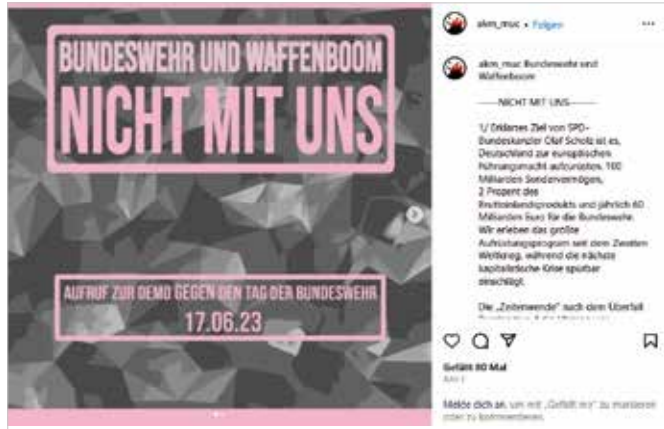 BUNDESWEHR UND WAFFENBOOM
NICHT MIT UNS
AUFRUF ZUR DEMO GEGEN DEN TAG DER BUNDESWEHR
17.06.23
akm_muc • Folgen
akm_muc Bundeswehr und
Waffenboom
-----NICHT MIT UNS-----
1/ Erklärtes Ziel von SPD-
Bundeskanzler Olaf Scholz ist es,
Deutschland zur europäischen
Führungsmacht aufzurüsten. 100
Milliarden Sondervermögen,
2 Prozent des
Bruttoinlandsprodukts und jährlich 60
Milliarden Euro für die Bundeswehr.
Wir erleben das größte
Aufrüstungsprogram seit dem Zweiten
Weltkrieg, während die nächste
kapitalistische Krise spürbar
einschlägt.
Die „Zeitenwende" nach dem Überfall
Gefällt 80 Mal
Melde dich an, um mit „Gefällt mir" zu markieren
oder zu kommentieren.